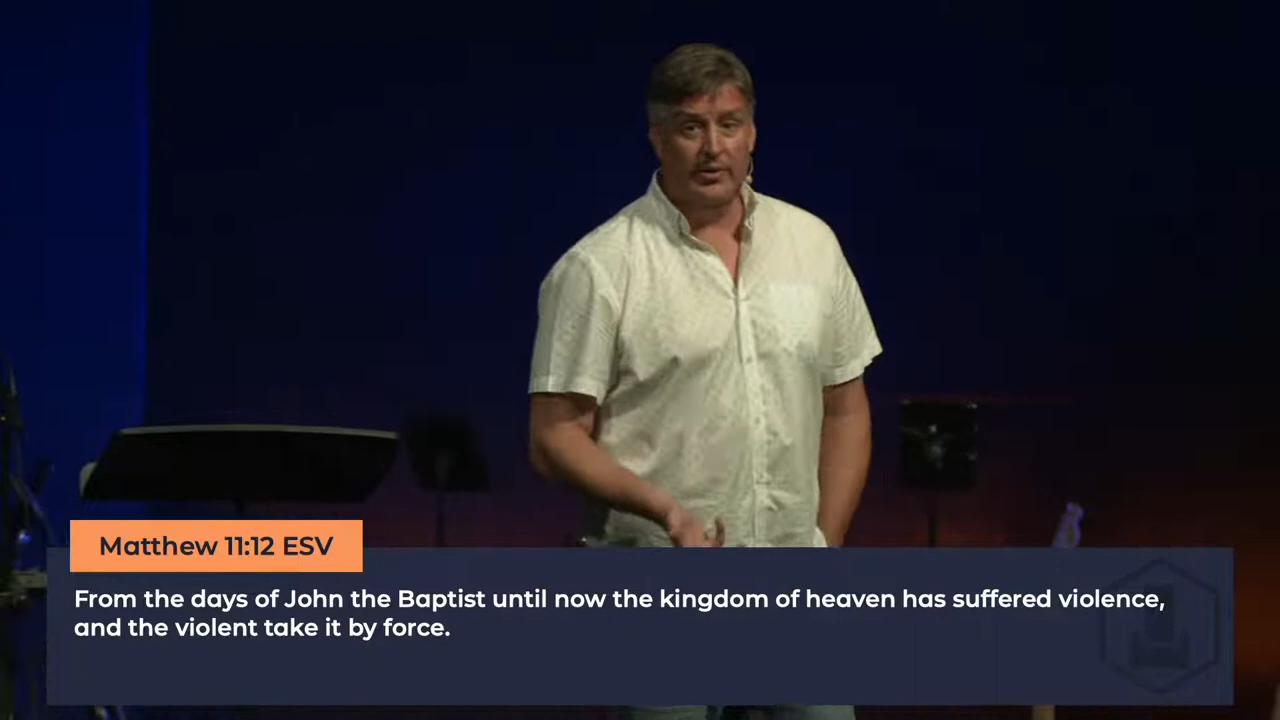 Matthew 11:12 ESV
From the days of John the Baptist until now the kingdom of heaven has suffered violence,
and the violent take it by force.